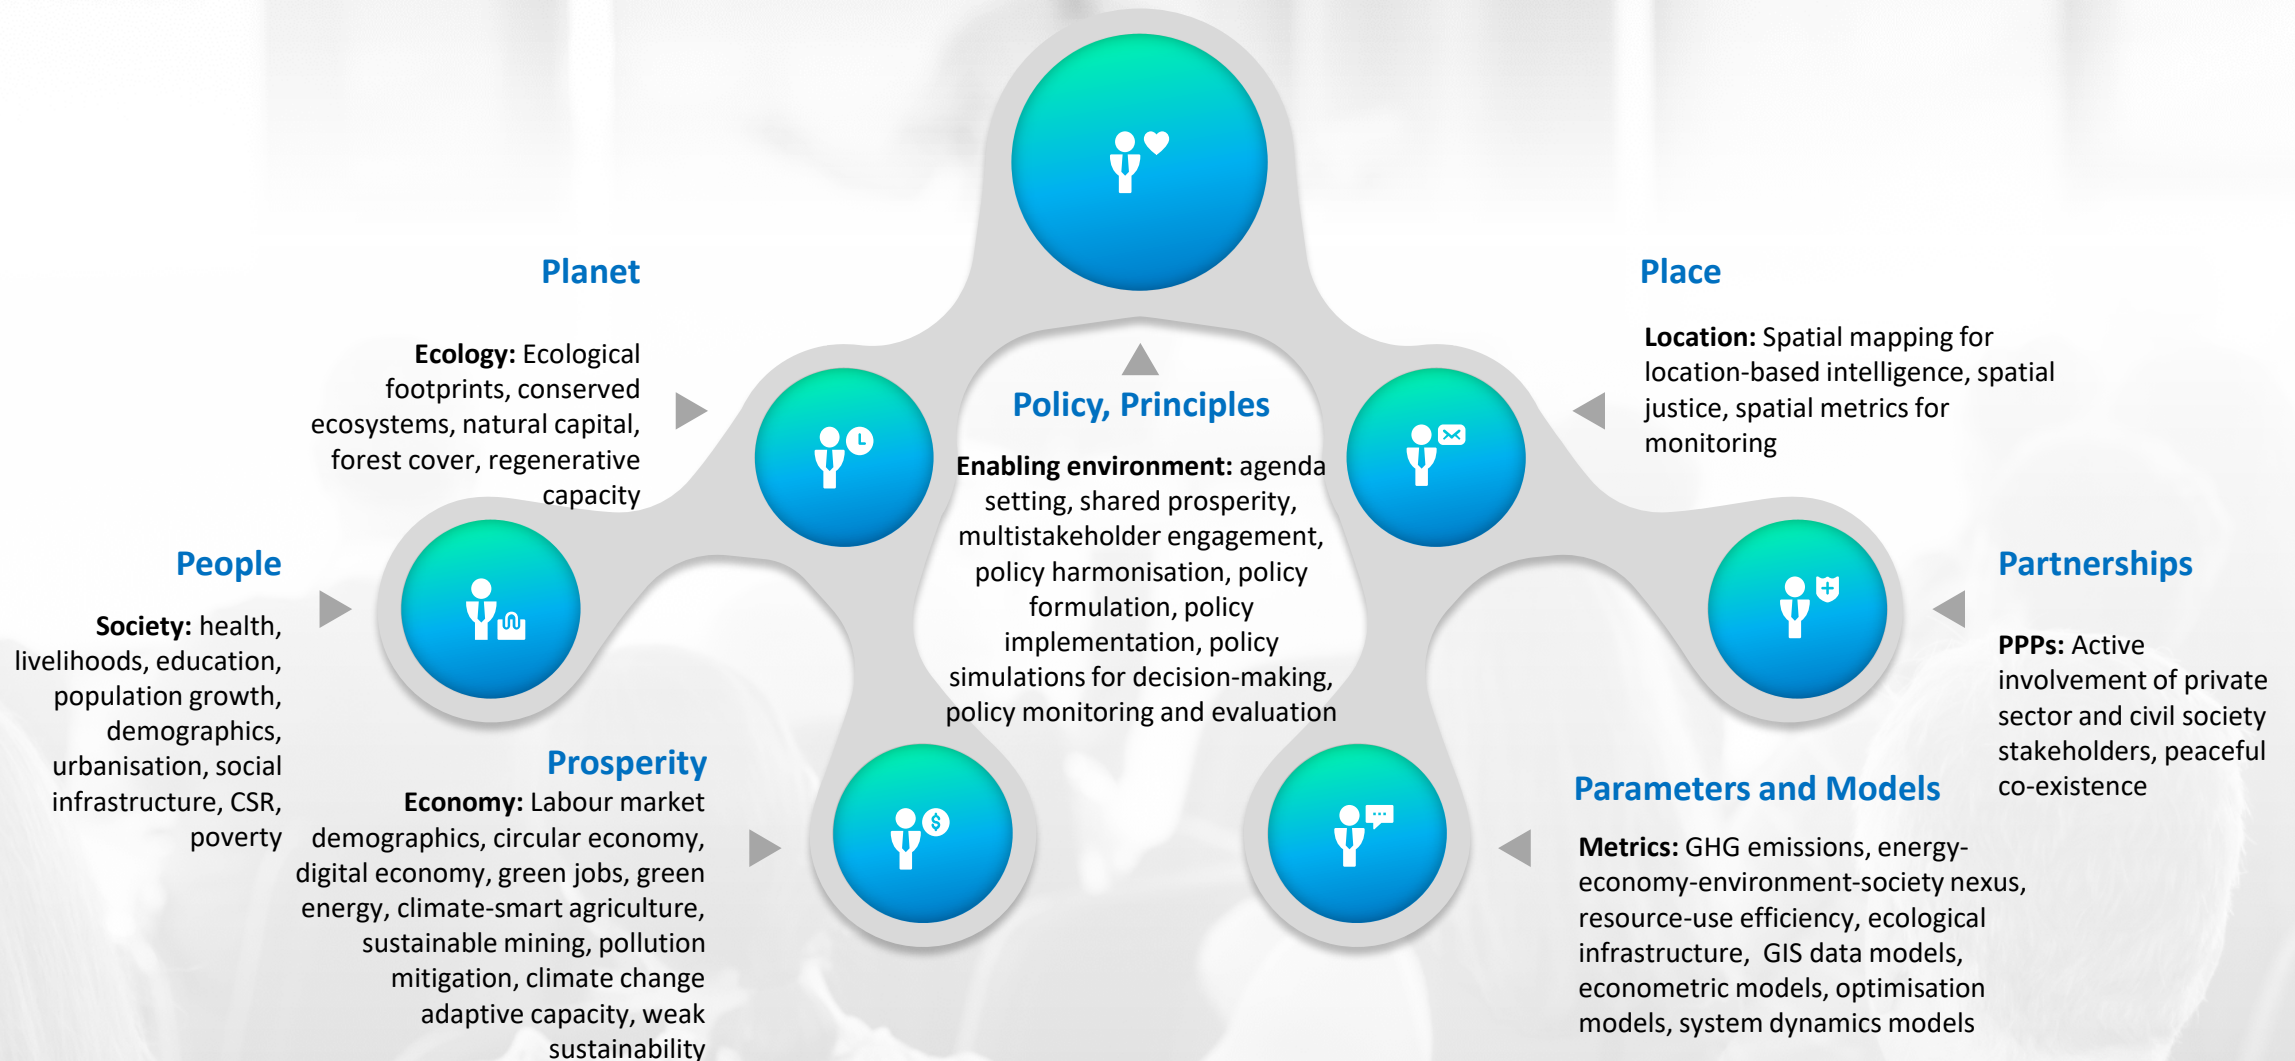 Planet
Ecology: Ecological
footprints, conserved
ecosystems, natural capital,
forest cover, regenerative
capacity
People
Society: health,
livelihoods, education,
population growth,
demographics,
urbanisation, social
infrastructure, CSR,
poverty
Prosperity
Economy: Labour market
demographics, circular economy,
digital economy, green jobs, green
energy, climate-smart agriculture,
sustainable mining, pollution
mitigation, climate change
adaptive capacity, weak
sustainability
Policy, Principles
Enabling environment: agenda
setting, shared prosperity,
multistakeholder engagement,
policy harmonisation, policy
formulation, policy
implementation, policy
simulations for decision-making,
policy monitoring and evaluation
Place
Location: Spatial mapping for
location-based intelligence, spatial
justice, spatial metrics for
monitoring
Partnerships
PPPs: Active
involvement of private
sector and civil society
stakeholders, peaceful
co-existence
Parameters and Models
Metrics: GHG emissions, energy-
economy-environment-society nexus,
resource-use efficiency, ecological
infrastructure, GIS data models,
econometric models, optimisation
models, system dynamics models
$